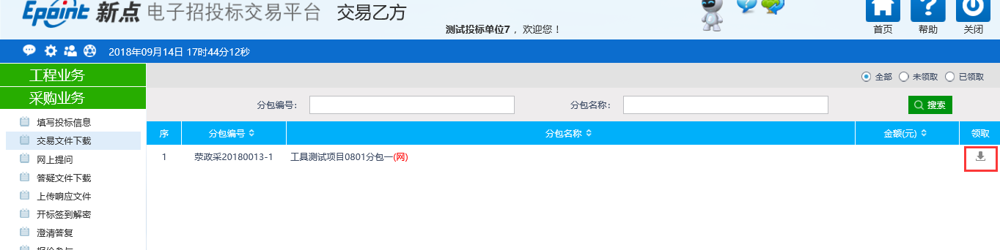 Epoint 新点 电子招投标交易平台 交易乙方
测试投标单位7 ，欢迎您！
首页 帮助 关闭
2018年09月14日 17时44分12秒
工程业务
全部 未领取 已领取
采购业务
分包编号： 分包名称： 搜索
填写投标信息
序 分包编号 分包名称 金额(元) 领取
交易文件下载
1 荥政采20180013-1 工具测试项目0801分包一(网)
网上提问
答疑文件下载
上传响应文件
开标签到解密
澄清答复